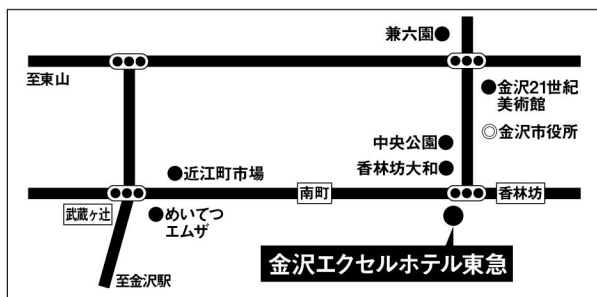 兼六園
至東山
金沢21世紀
美術館
中央公園
金沢市役所
香林坊大和
近江町市場
南町
香林坊
武蔵ヶ辻
めいてつ
エムザ
金沢エクセルホテル東急
至金沢駅